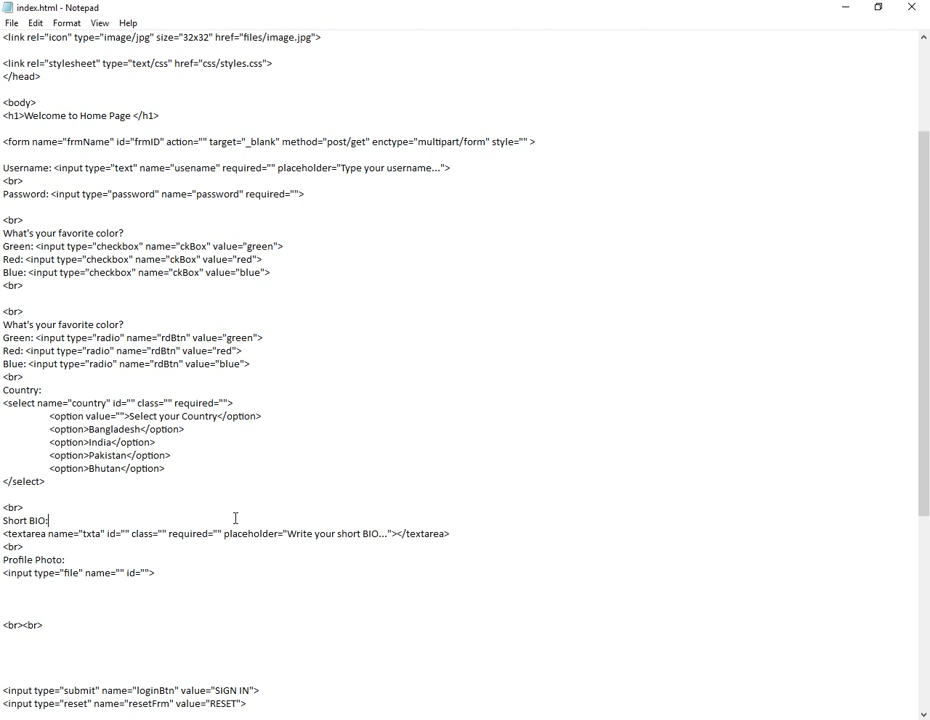 index.html - Notepad
File Edit Format View Help
<link rel="icon" type="image/jpg" size="32x32" href="files/image.jpg">
<link rel="stylesheet" type="text/css" href="css/styles.css">
</head>
<body>
<h1>Welcome to Home Page </h1>
<form name="frmName" id="frmID" action="" target="_blank" method="post/get" enctype="multipart/form" style="" >
Username: <input type="text" name="usename" required="" placeholder="Type your username...">
<br>
Password: <input type="password" name="password" required="">
<br>
What's your favorite color?
Green: <input type="checkbox" name="ckBox" value="green">
Red: <input type="checkbox" name="ckBox" value="red">
Blue: <input type="checkbox" name="ckBox" value="blue">
<br>
<br>
What's your favorite color?
Green: <input type="radio" name="rdBtn" value="green">
Red: <input type="radio" name="rdBtn" value="red">
Blue: <input type="radio" name="rdBtn" value="blue">
<br>
Country:
<select name="country" id="" class="" required="">
<option value="">Select your Country</option>
<option>Bangladesh</option>
<option>India</option>
<option>Pakistan</option>
<option>Bhutan</option>
</select>
<br>
Short BIO:
<textarea name="txta" id="" class="" required="" placeholder="Write your short BIO..."></textarea>
<br>
Profile Photo:
<input type="file" name="" id="">
<br><br>
<input type="submit" name="loginBtn" value="SIGN IN">
<input type="reset" name="resetFrm" value="RESET">